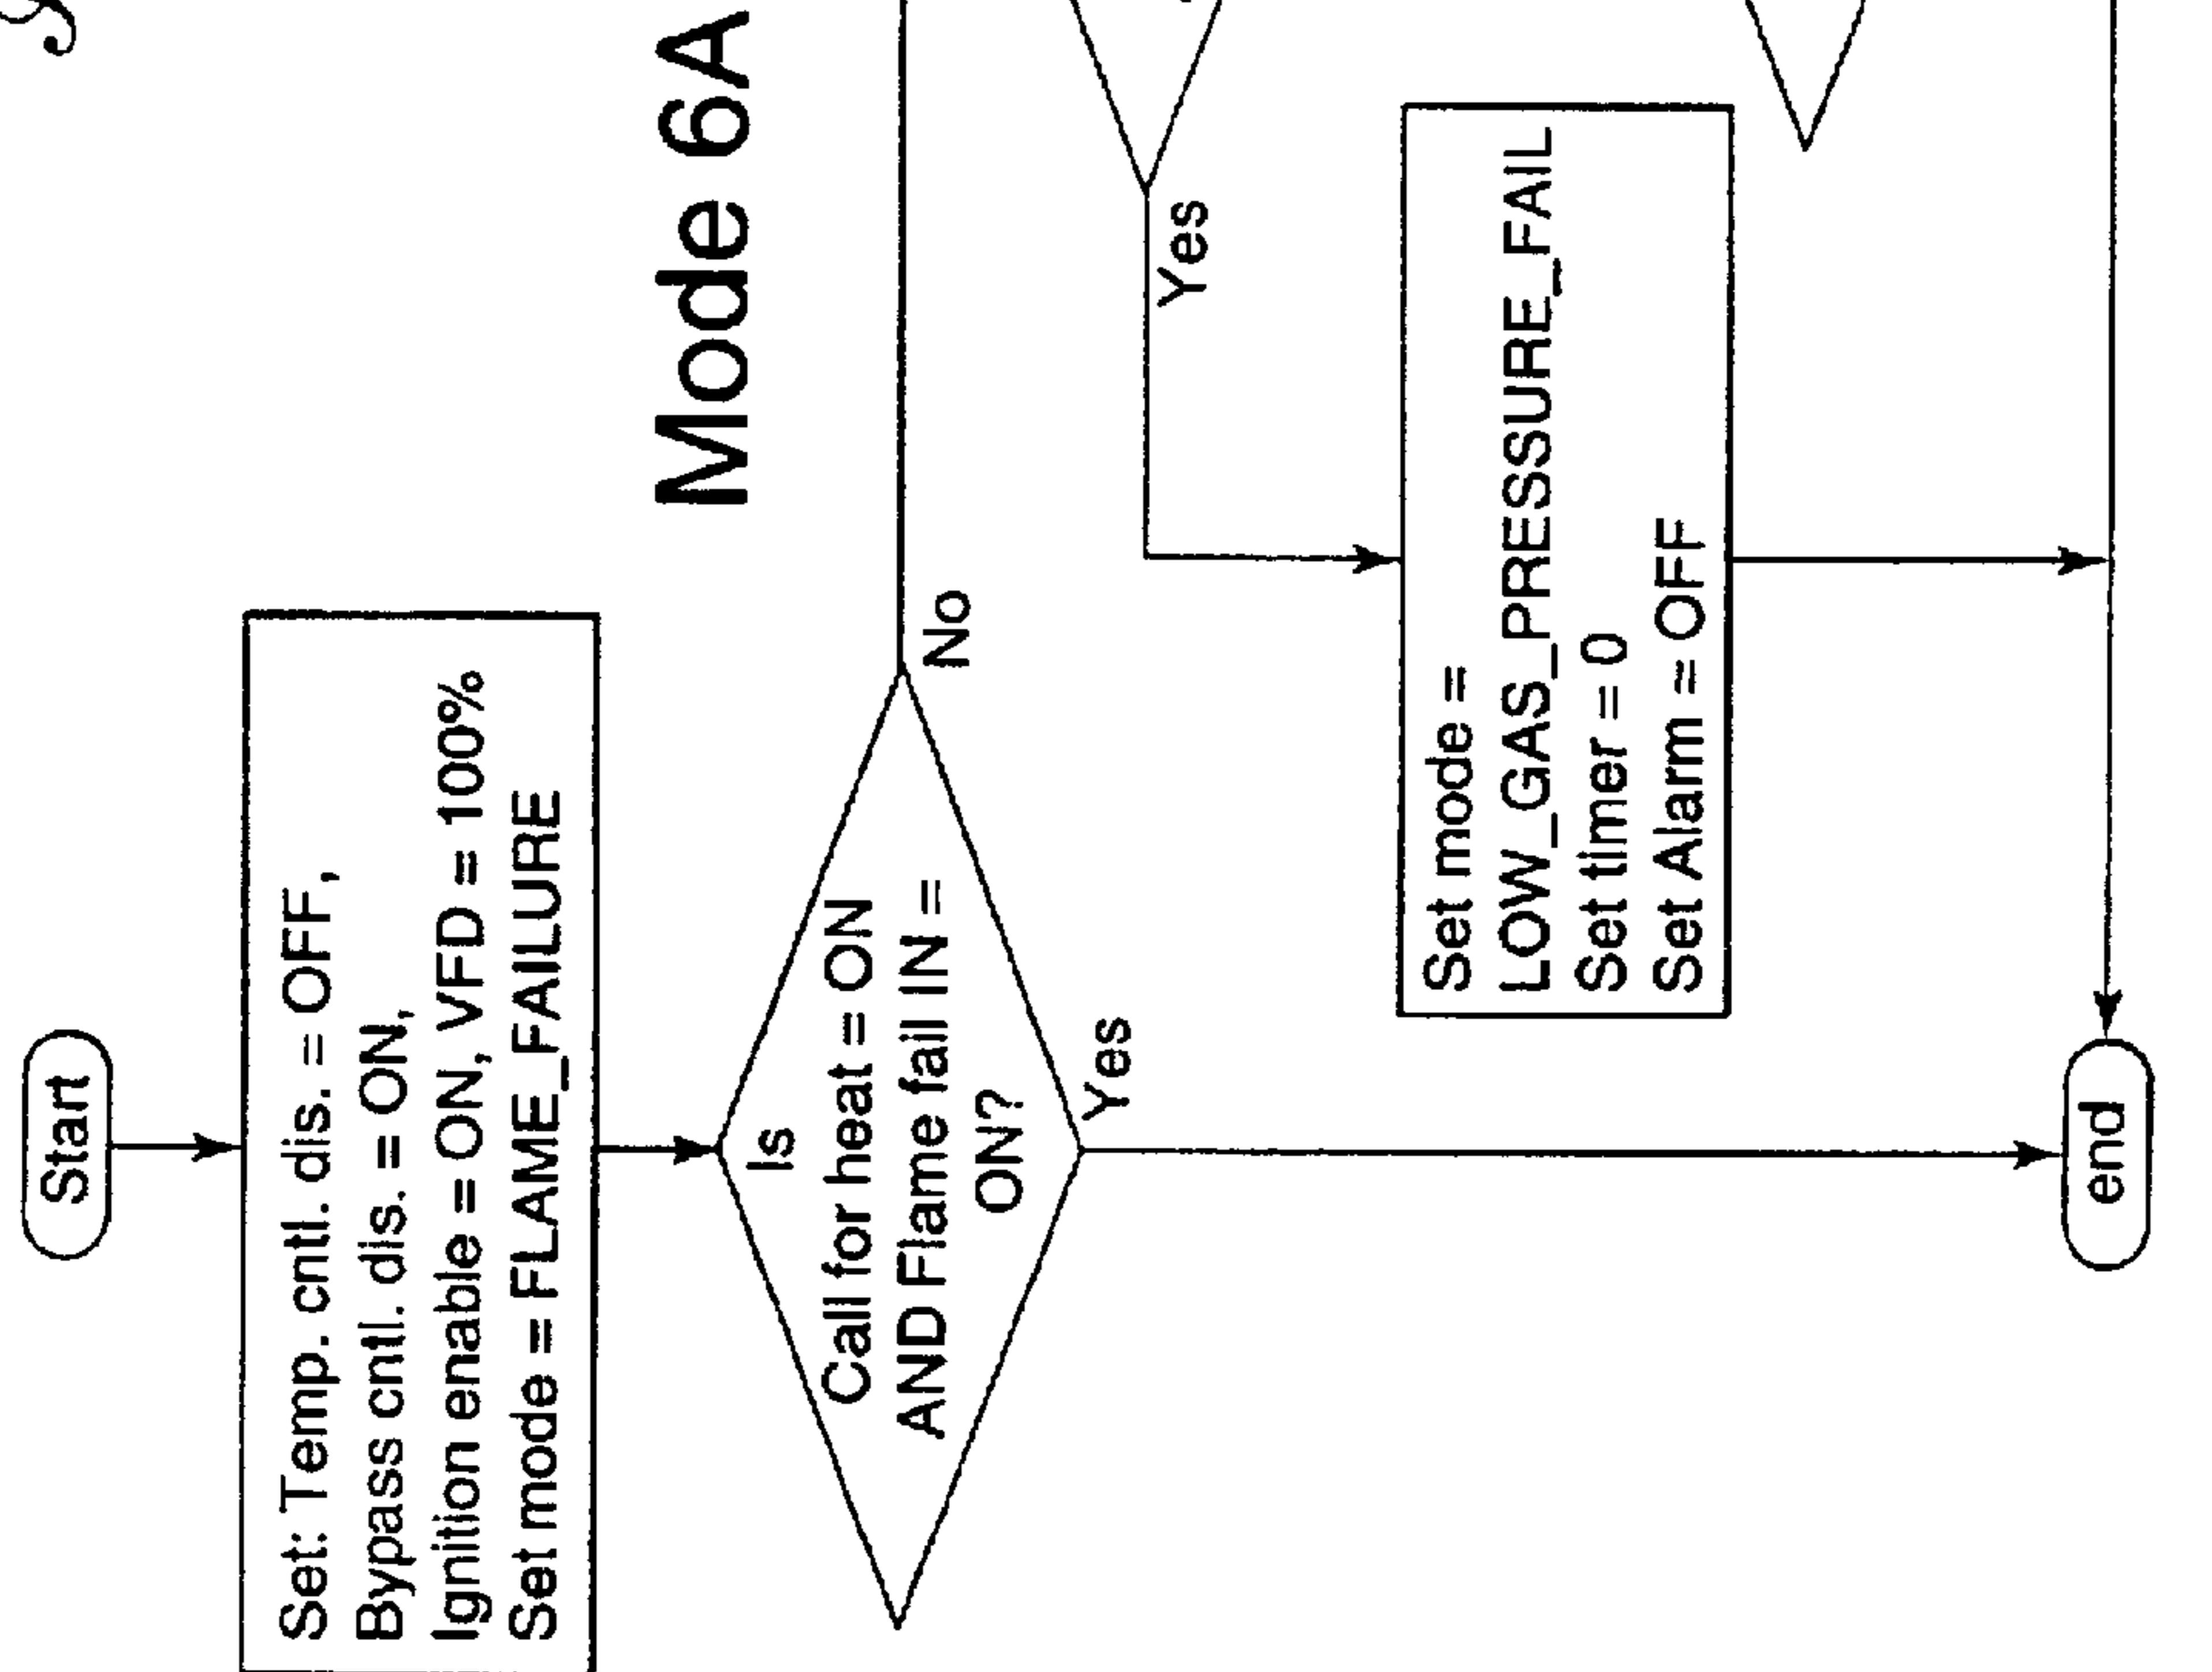 Start
Set: Temp. cntl. dis. = OFF,
Bypass cntl. dis. = ON,
Ignition enable = ON, VFD = 100%
Set mode = FLAME_FAILURE
Mode 6A
Is
Call for heat = ON
AND Flame fail IN =
ON?
No
Yes
Yes
Set mode =
LOW_GAS_PRESSURE_FAIL
Set timer = 0
Set Alarm = OFF
end